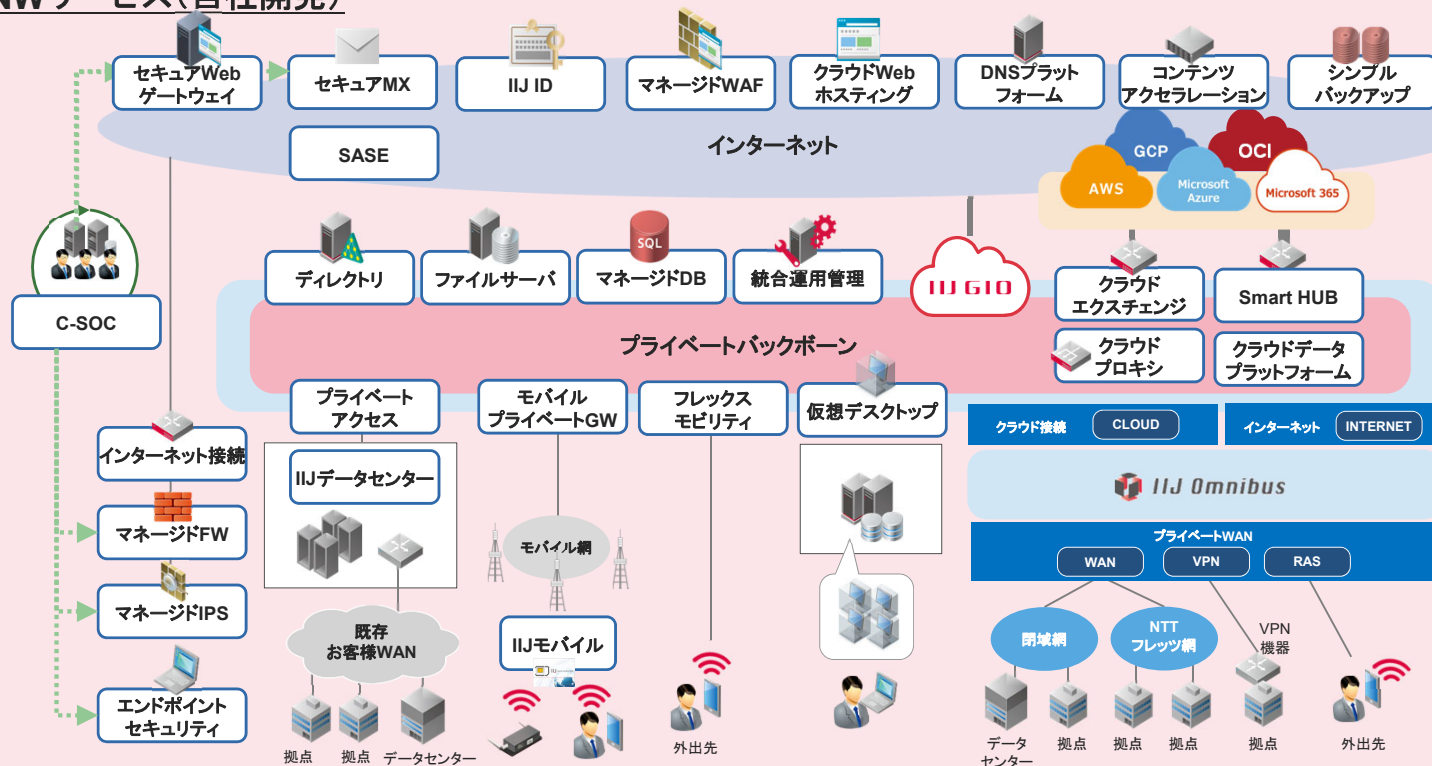 NWサービス(自社開発)
セキュアWeb
ゲートウェイ
セキュアMX
IIJ ID
マネージドWAF
クラウドWeb
ホスティング
DNSプラット
フォーム
コンテンツ
アクセラレーション
シンプル
バックアップ
SASE
インターネット
GCP
OCI
AWS
Microsoft
Azure
Microsoft 365
C-SOC
ディレクトリ
ファイルサーバ
SQL
マネージドDB
統合運用管理
IIJ GIO
クラウド
エクスチェンジ
Smart HUB
プライベートバックボーン
クラウド
プロキシ
クラウドデータ
プラットフォーム
プライベート
アクセス
モバイル
プライベートGW
フレックス
モビリティ
仮想デスクトップ
インターネット接続
マネージドFW
マネージドIPS
エンドポイント
セキュリティ
IIJデータセンター
既存
お客様WAN
拠点
拠点
データセンター
モバイル網
IIJモバイル
外出先
クラウド接続
CLOUD
インターネット
INTERNET
IIJ Omnibus
プライベートWAN
WAN
VPN
RAS
閉域網
NTT
フレッツ網
VPN
機器
データ
センター
拠点
拠点
拠点
拠点
外出先